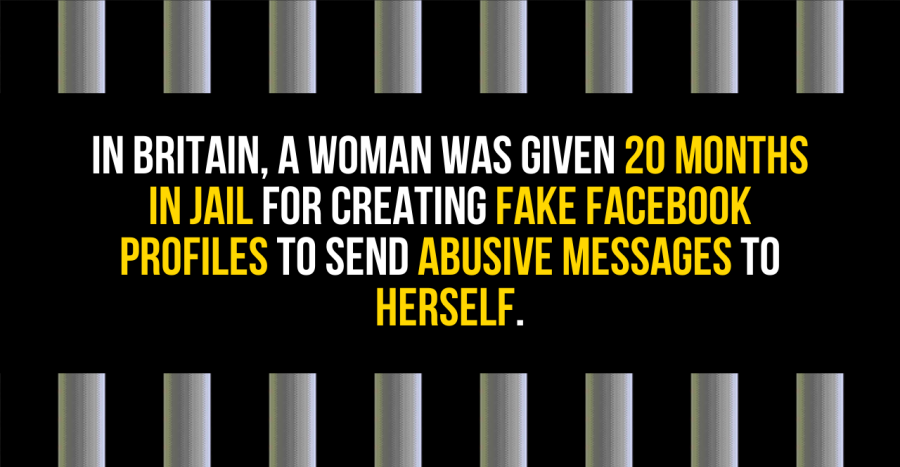 IN BRITAIN, A WOMAN WAS GIVEN 20 MONTHS
IN JAIL FOR CREATING FAKE FACEBOOK
PROFILES TO SEND ABUSIVE MESSAGES TO
HERSELF.